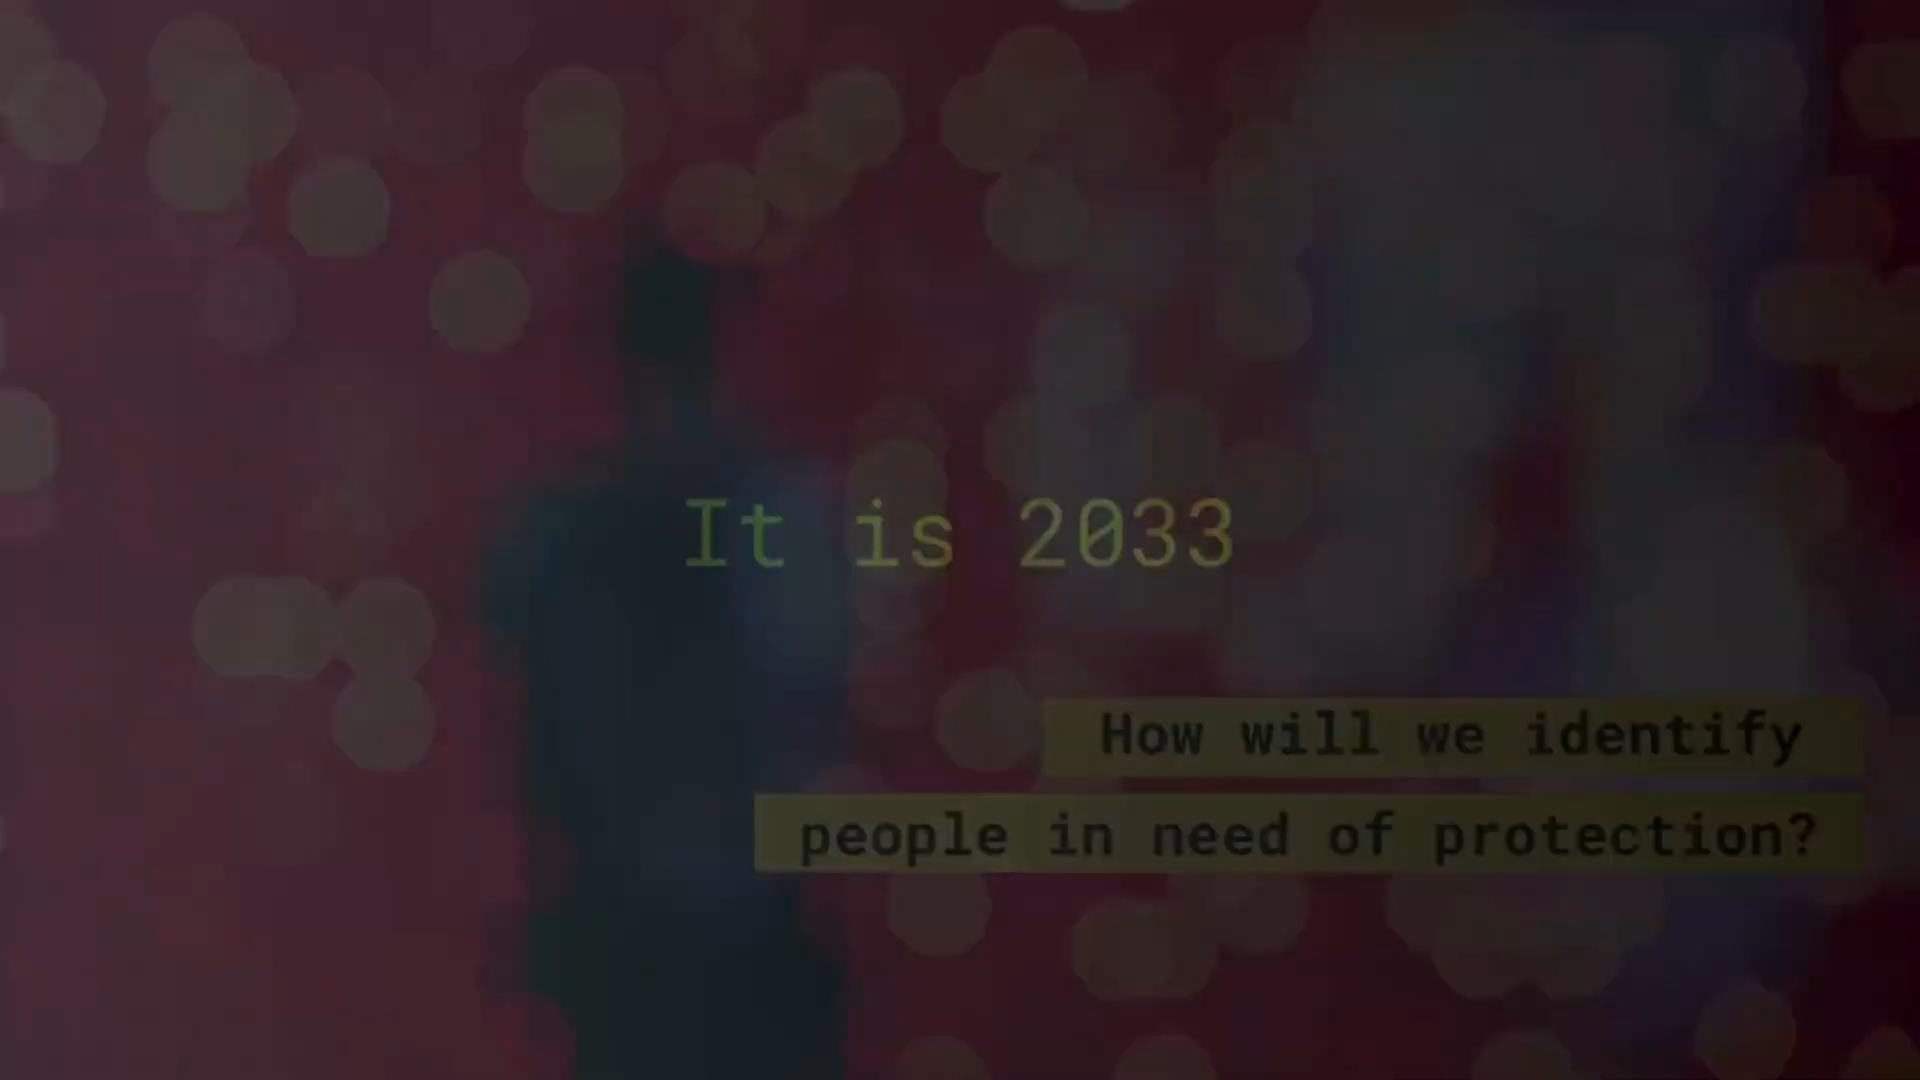 It is 2033
How will we identify
people in need of protection?